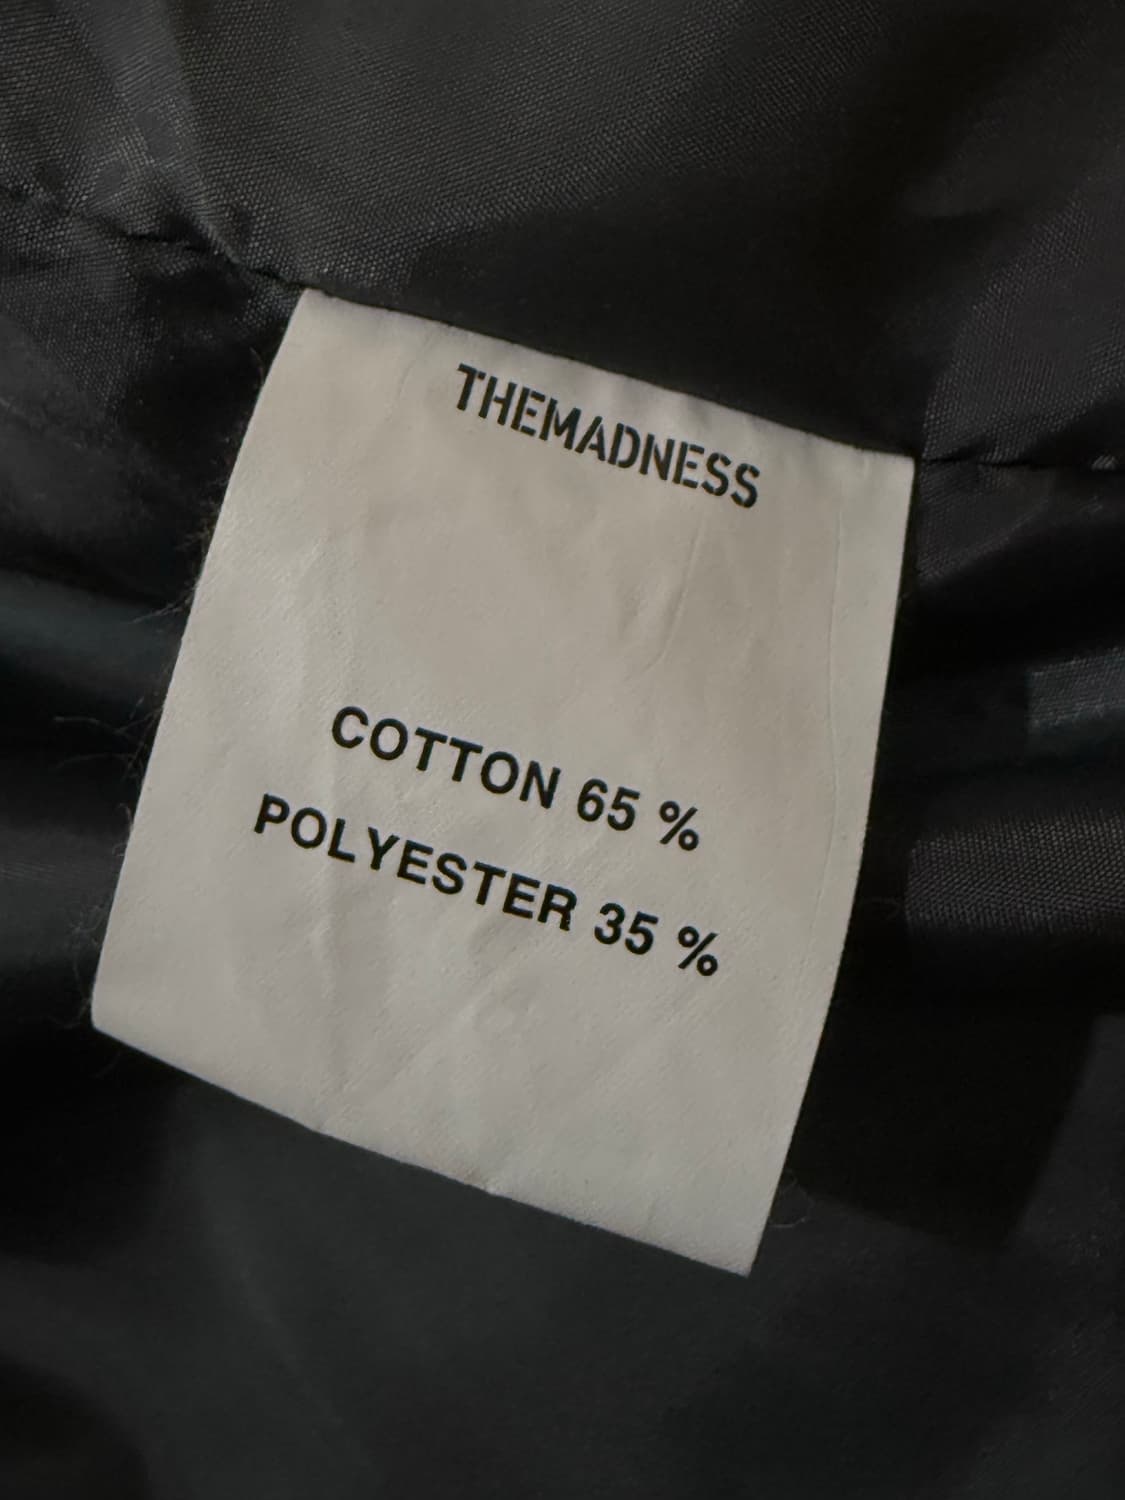 THEMADNESS
COTTON 65 %
POLYESTER 35 %